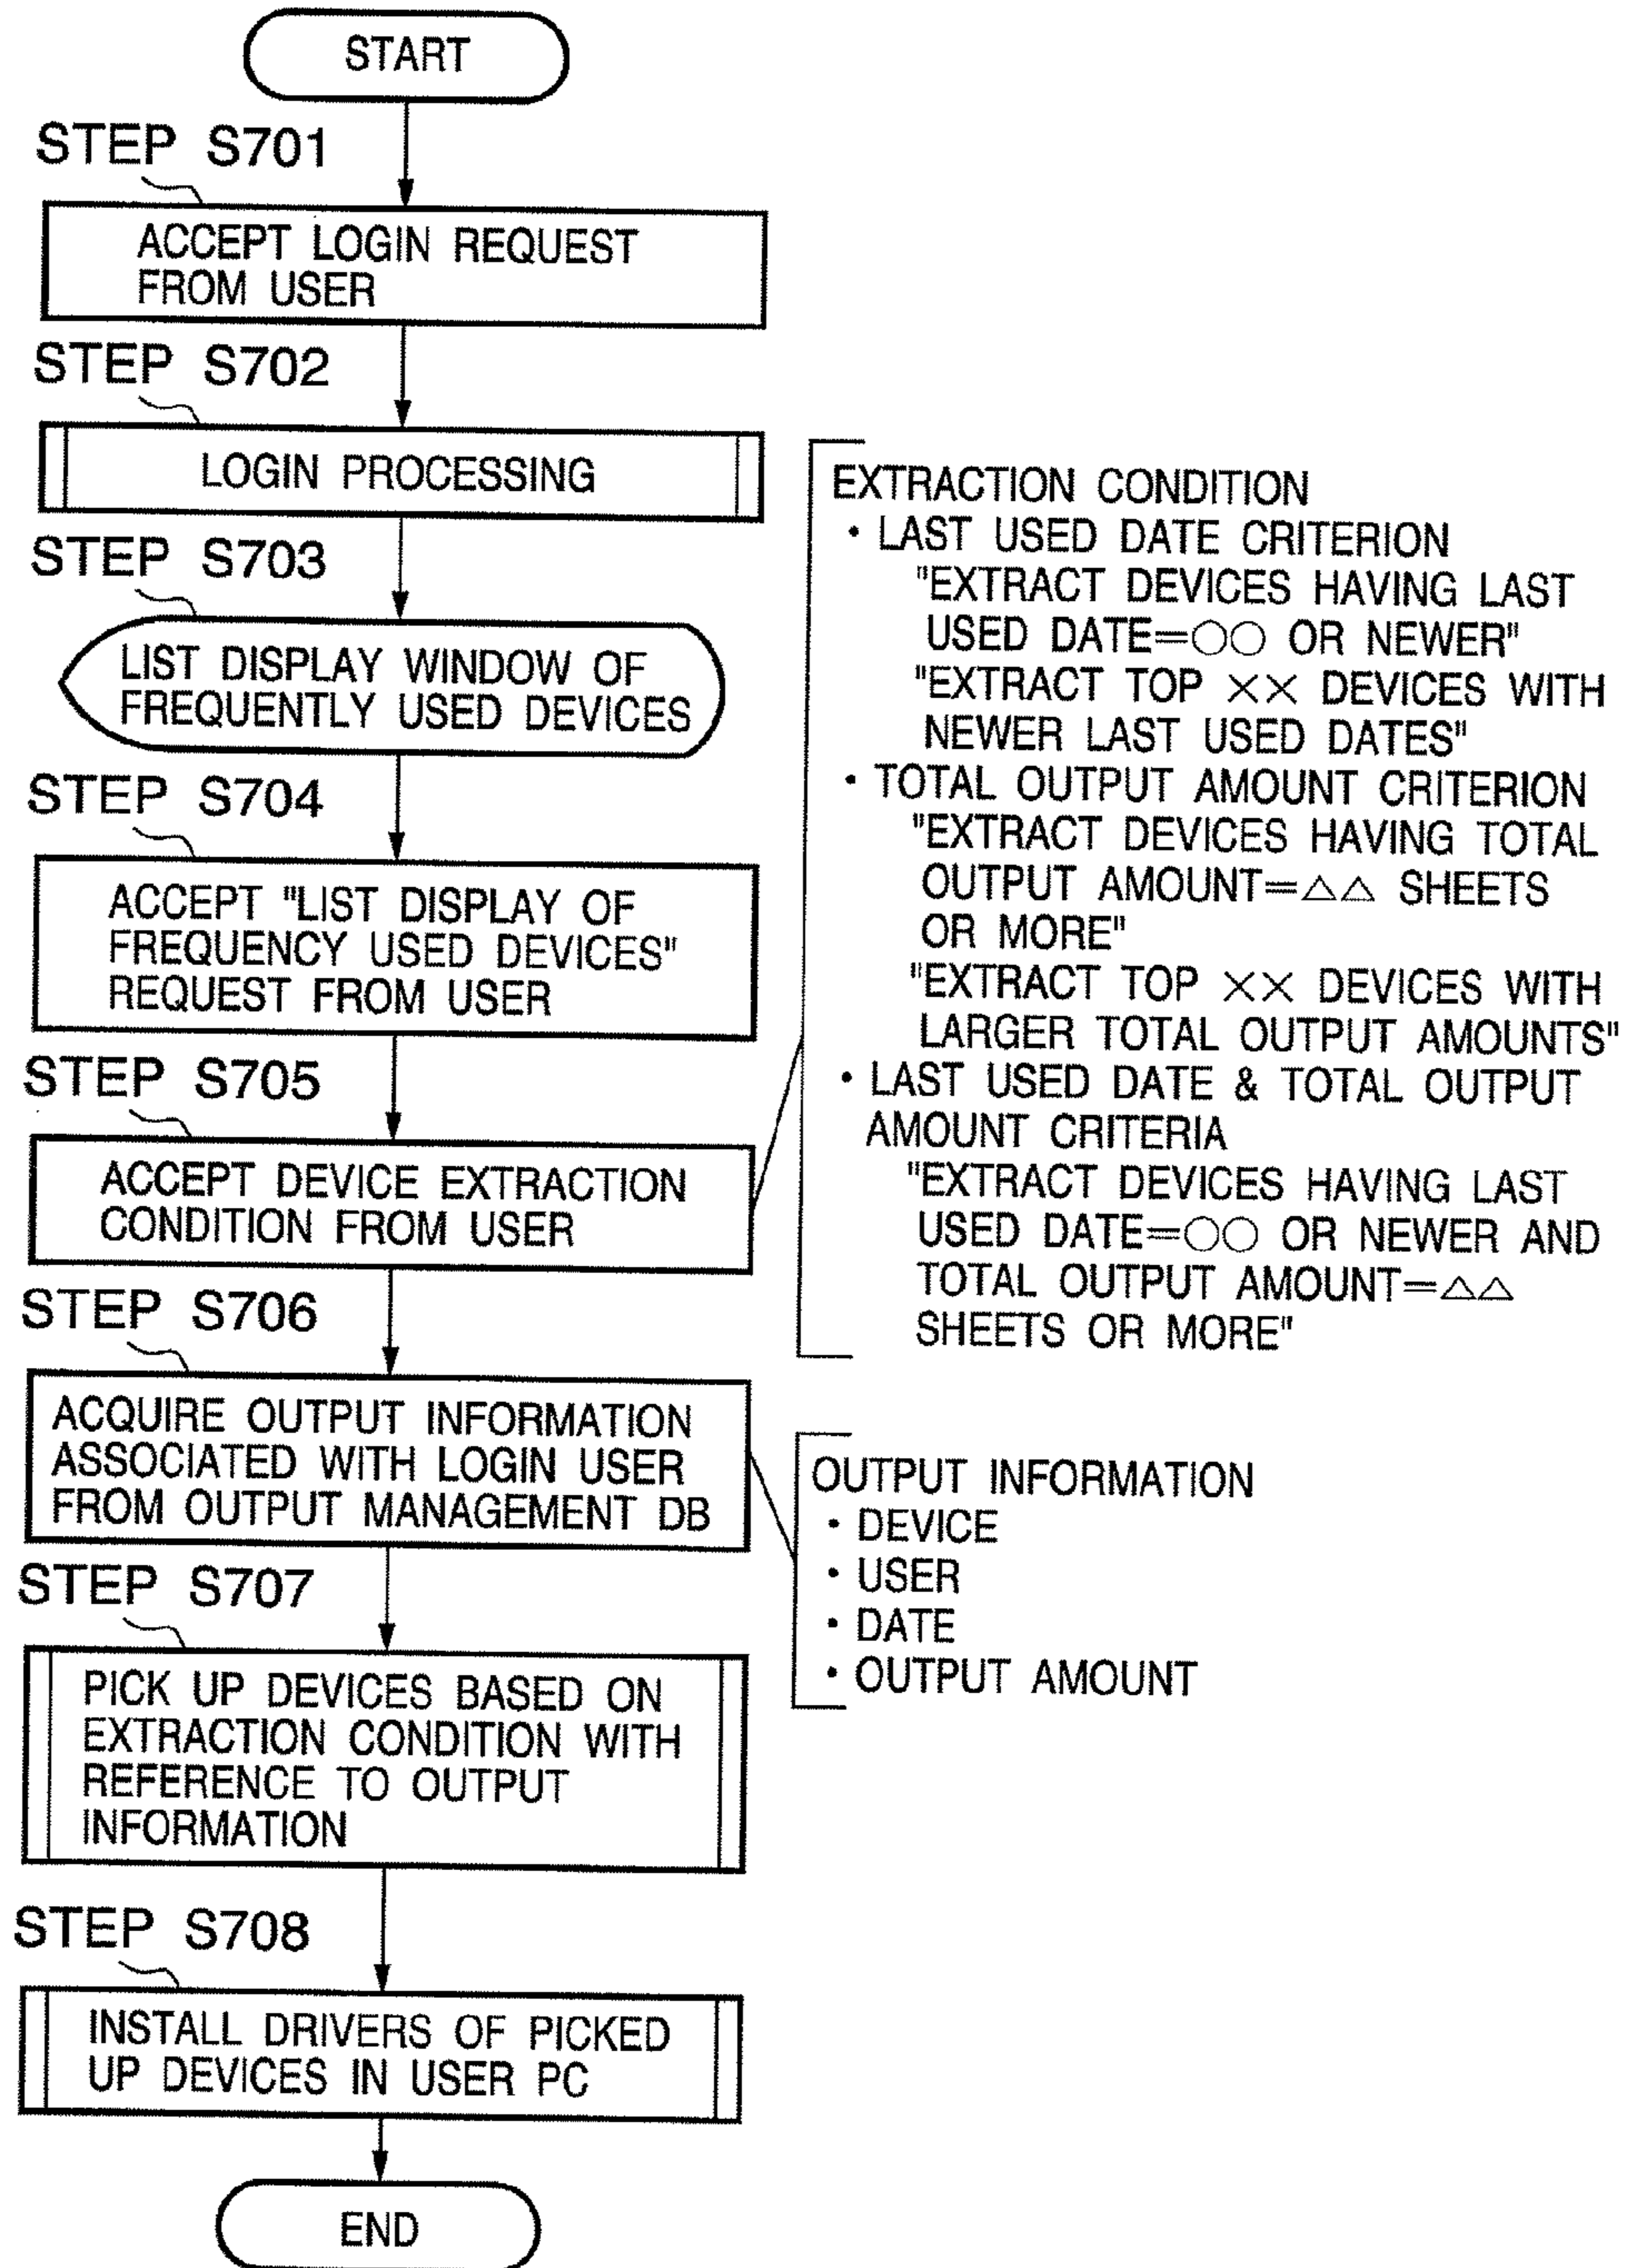 START
STEP S701
ACCEPT LOGIN REQUEST
FROM USER
STEP S702
LOGIN PROCESSING
STEP S703
LIST DISPLAY WINDOW OF
FREQUENTLY USED DEVICES
STEP S704
ACCEPT "LIST DISPLAY OF
FREQUENCY USED DEVICES"
REQUEST FROM USER
STEP S705
ACCEPT DEVICE EXTRACTION
CONDITION FROM USER
EXTRACTION CONDITION
・LAST USED DATE CRITERION
"EXTRACT DEVICES HAVING LAST
USED DATE=○○ OR NEWER"
"EXTRACT TOP ×× DEVICES WITH
NEWER LAST USED DATES"
・TOTAL OUTPUT AMOUNT CRITERION
"EXTRACT DEVICES HAVING TOTAL
OUTPUT AMOUNT=△△ SHEETS
OR MORE"
"EXTRACT TOP ×× DEVICES WITH
LARGER TOTAL OUTPUT AMOUNTS"
・LAST USED DATE & TOTAL OUTPUT
AMOUNT CRITERIA
"EXTRACT DEVICES HAVING LAST
USED DATE=○○ OR NEWER AND
TOTAL OUTPUT AMOUNT=△△
SHEETS OR MORE"
STEP S706
ACQUIRE OUTPUT INFORMATION
ASSOCIATED WITH LOGIN USER
FROM OUTPUT MANAGEMENT DB
OUTPUT INFORMATION
・DEVICE
・USER
・DATE
・OUTPUT AMOUNT
STEP S707
PICK UP DEVICES BASED ON
EXTRACTION CONDITION WITH
REFERENCE TO OUTPUT
INFORMATION
STEP S708
INSTALL DRIVERS OF PICKED
UP DEVICES IN USER PC
END